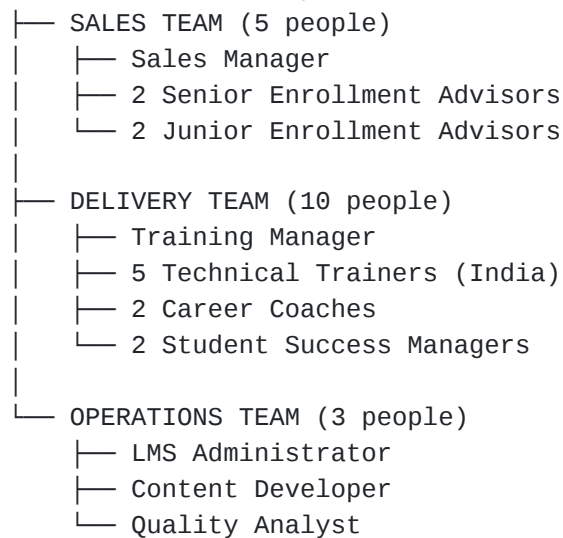 ├── SALES TEAM (5 people)
│   ├── Sales Manager
│   ├── 2 Senior Enrollment Advisors
│   └── 2 Junior Enrollment Advisors
│
├── DELIVERY TEAM (10 people)
│   ├── Training Manager
│   ├── 5 Technical Trainers (India)
│   ├── 2 Career Coaches
│   └── 2 Student Success Managers
│
└── OPERATIONS TEAM (3 people)
    ├── LMS Administrator
    ├── Content Developer
    └── Quality Analyst